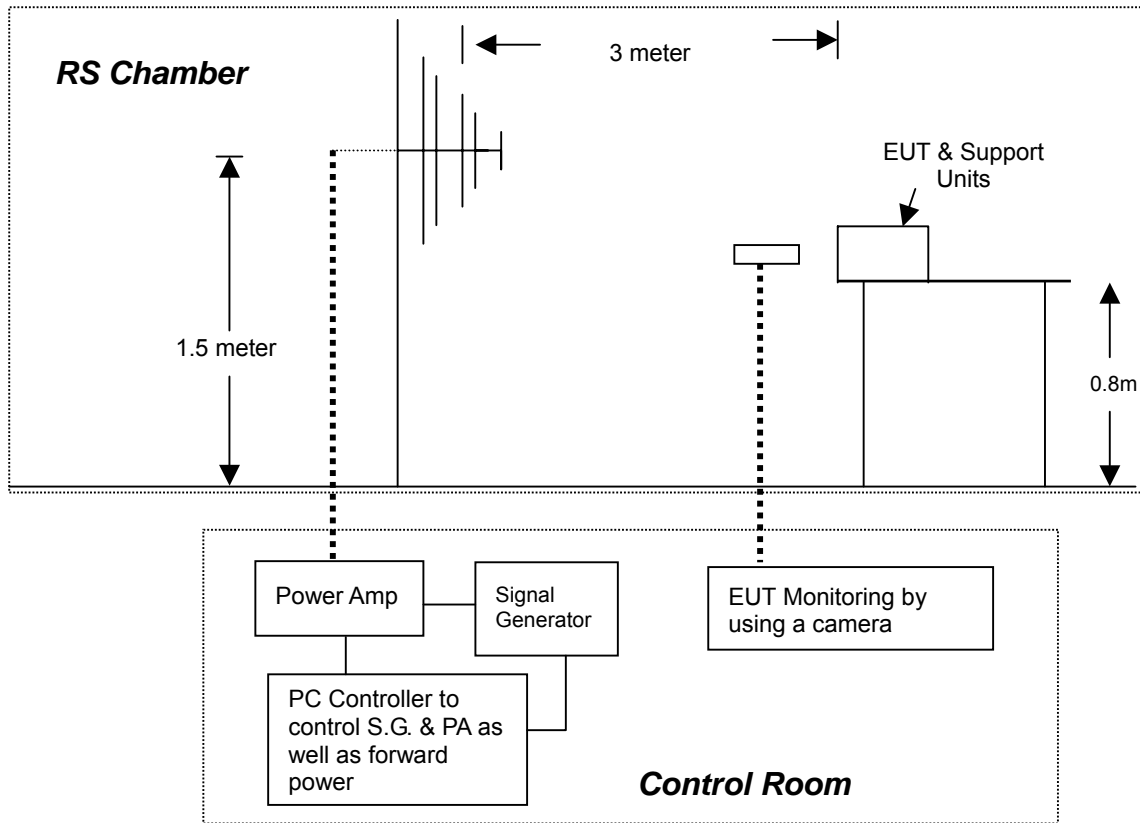 3 meter
RS Chamber
EUT & Support
Units
1.5 meter
0.8m
Power Amp
Signal
Generator
EUT Monitoring by
using a camera
PC Controller to
control S.G. & PA as
well as forward
power
Control Room